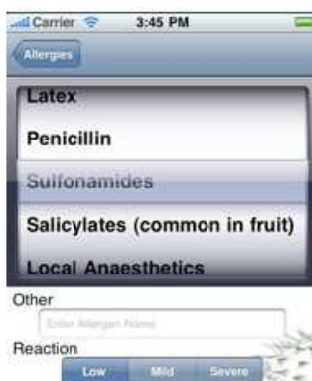 Carrier 3:45 PM
Allergies
Latex
Penicillin
Sulfonamides
Salicylates (common in fruit)
Local Anaesthetics
Other
Enter Allergen Name
Reaction
Low Mild Severe